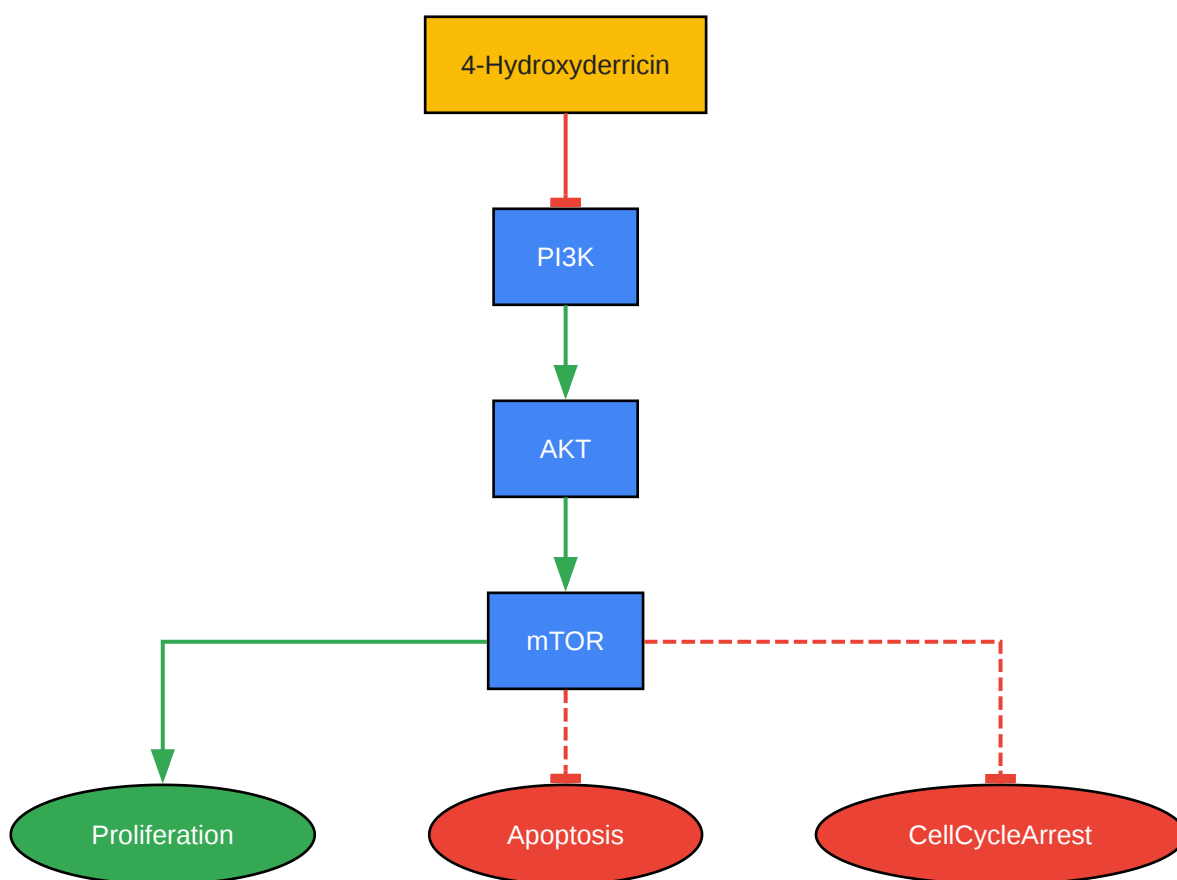 4-Hydroxyderricin
PI3K
AKT
mTOR
Proliferation
Apoptosis
CellCycleArrest